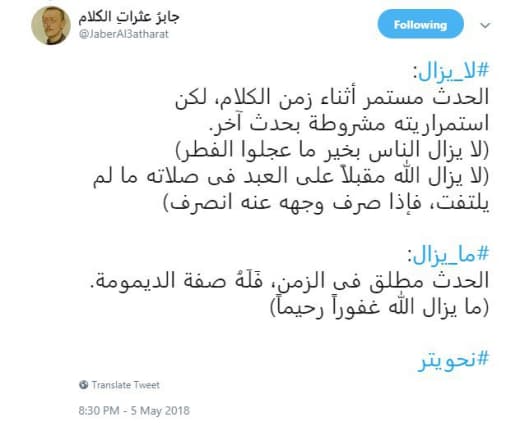 جابرُ عثراتِ الكلام
@JaberAl3atharat
Following
#لا_يزال:
الحدث مستمر أثناء زمن الكلام، لكن
استمراريته مشروطة بحدث آخر.
(لا يزال الناس بخير ما عجلوا الفطر)
(لا يزال الله مقبلاً على العبد فى صلاته ما لم
يلتفت، فإذا صرف وجهه عنه انصرف)
#ما_يزال:
الحدث مطلق فى الزمن، فَلَهُ صفة الديمومة.
(ما يزال الله غفوراً رحيماً)
#نحويتر
Translate Tweet
8:30 PM - 5 May 2018